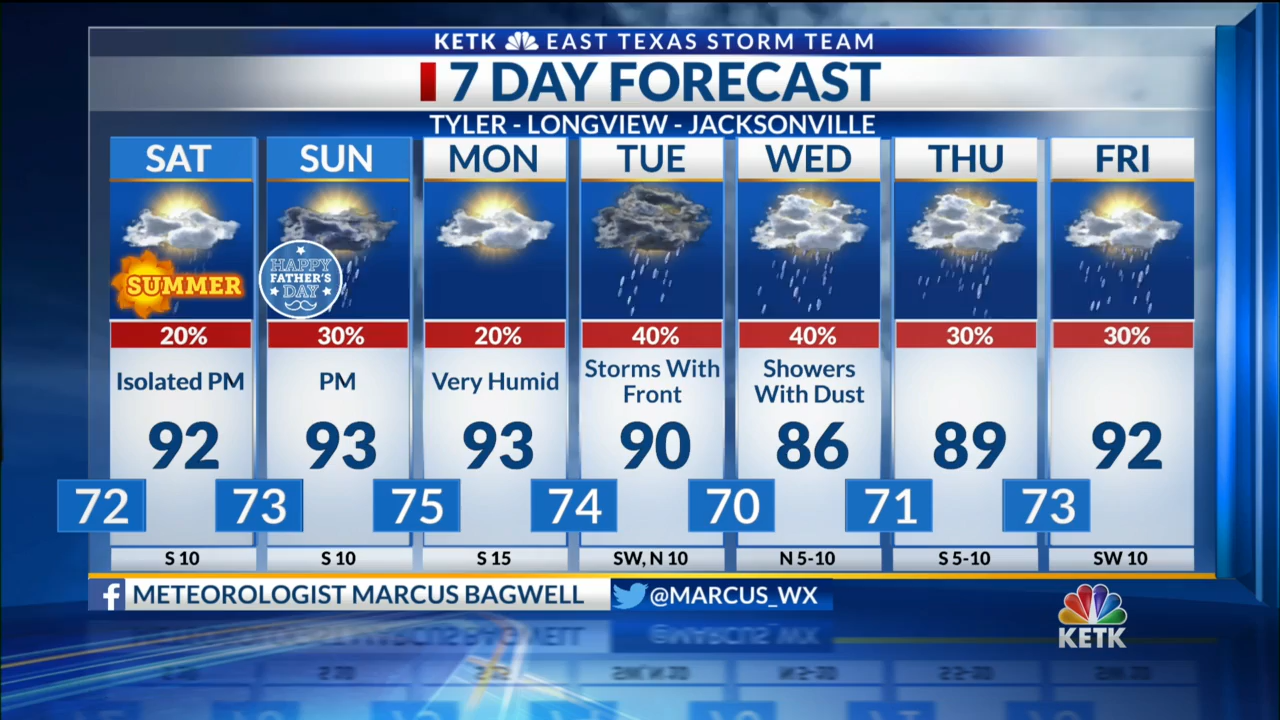 KETK EAST TEXAS STORM TEAM
7 DAY FORECAST
TYLER - LONGVIEW - JACKSONVILLE
SAT SUN MON TUE WED THU FRI
SUMMER
HAPPY
FATHER'S
DAY
20% 30% 20% 40% 40% 30% 30%
Isolated PM PM Very Humid Storms With Front Showers With Dust
92 93 93 90 86 89 92
72 73 75 74 70 71 73
S 10 S 10 S 15 SW, N 10 N 5-10 S 5-10 SW 10
f METEOROLOGIST MARCUS BAGWELL @MARCUS_WX
KETK